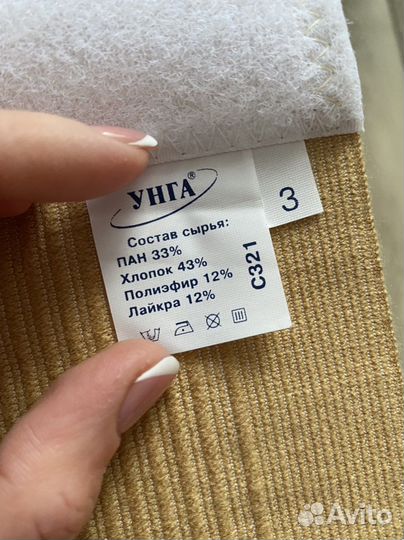 УНГА®
3
Состав сырья:
ПАН 33%
Хлопок 43%
Полиэфир 12%
Лайкра 12%
С321
Avito